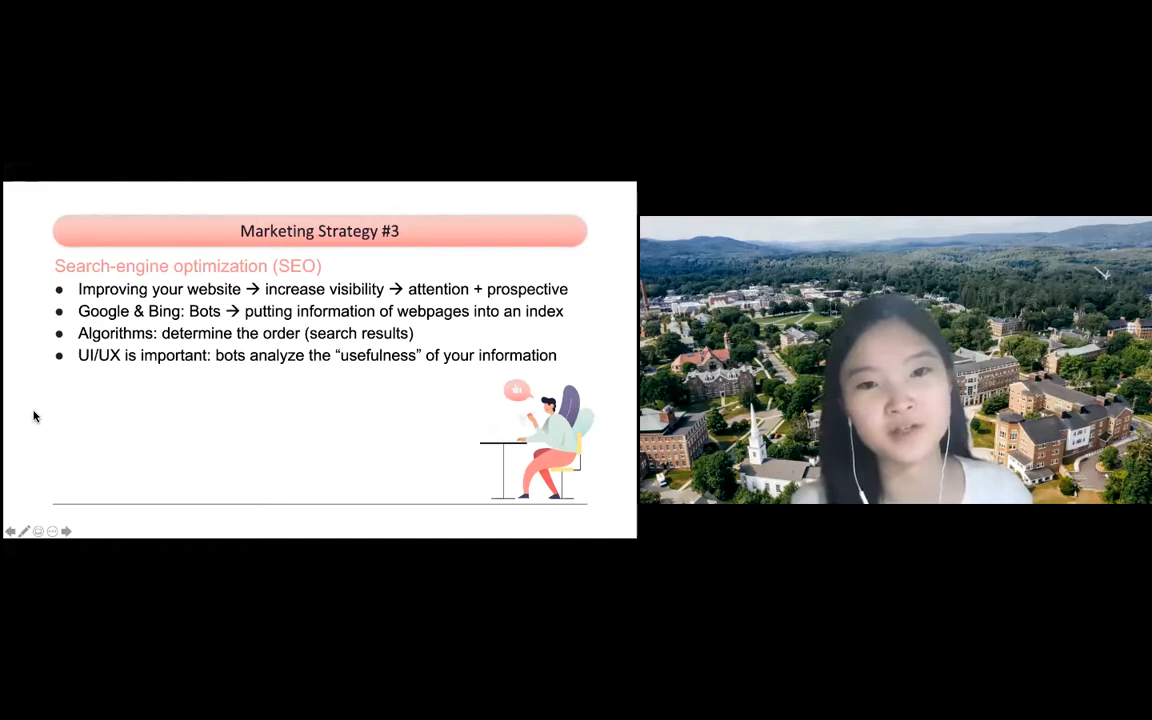 Marketing Strategy #3
Search-engine optimization (SEO)
● Improving your website → increase visibility → attention + prospective
● Google & Bing: Bots → putting information of webpages into an index
● Algorithms: determine the order (search results)
● UI/UX is important: bots analyze the “usefulness” of your information